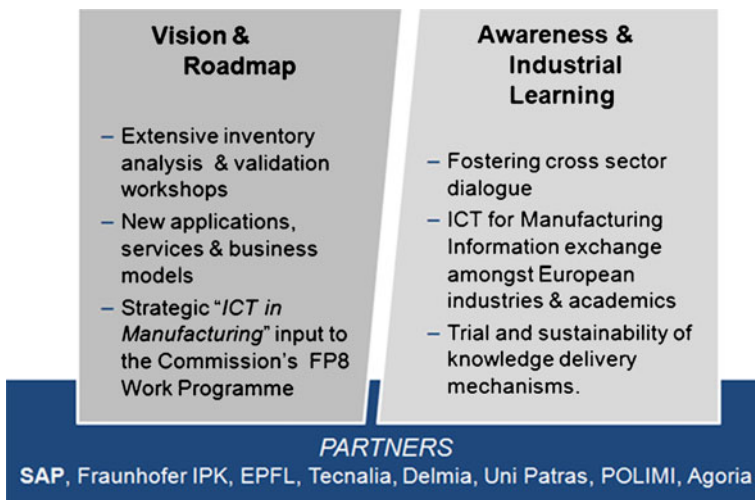 Vision &
Roadmap
– Extensive inventory
analysis & validation
workshops
– New applications,
services & business
models
– Strategic “ICT in
Manufacturing” input to
the Commission’s FP8
Work Programme
Awareness &
Industrial
Learning
– Fostering cross sector
dialogue
– ICT for Manufacturing
Information exchange
amongst European
industries & academics
– Trial and sustainability of
knowledge delivery
mechanisms.
PARTNERS
SAP, Fraunhofer IPK, EPFL, Tecnalia, Delmia, Uni Patras, POLIMI, Agoria